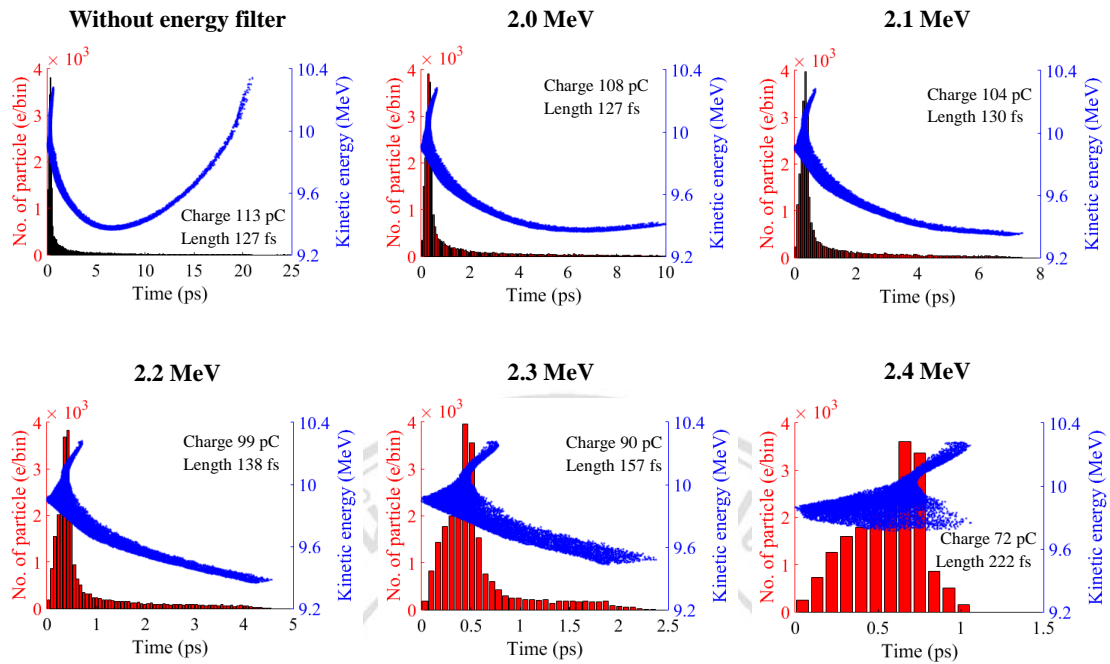 Without energy filter
× 10³
No. of particle (e/bin)
4
3
2
1
0
10.4
10
9.6
9.2
Kinetic energy (MeV)
Charge 113 pC
Length 127 fs
0 5 10 15 20 25
Time (ps)
2.0 MeV
× 10³
No. of particle (e/bin)
4
3
2
1
0
10.4
10
9.6
9.2
Kinetic energy (MeV)
Charge 108 pC
Length 127 fs
0 2 4 6 8 10
Time (ps)
2.1 MeV
× 10³
No. of particle (e/bin)
4
3
2
1
0
10.4
10
9.6
9.2
Kinetic energy (MeV)
Charge 104 pC
Length 130 fs
0 2 4 6 8
Time (ps)
2.2 MeV
× 10³
No. of particle (e/bin)
4
3
2
1
0
10.4
10
9.6
9.2
Kinetic energy (MeV)
Charge 99 pC
Length 138 fs
0 1 2 3 4 5
Time (ps)
2.3 MeV
× 10³
No. of particle (e/bin)
4
3
2
1
0
10.4
10
9.6
9.2
Kinetic energy (MeV)
Charge 90 pC
Length 157 fs
0 0.5 1 1.5 2 2.5
Time (ps)
2.4 MeV
× 10³
No. of particle (e/bin)
4
3
2
1
0
10.4
10
9.6
9.2
Kinetic energy (MeV)
Charge 72 pC
Length 222 fs
0 0.5 1 1.5
Time (ps)